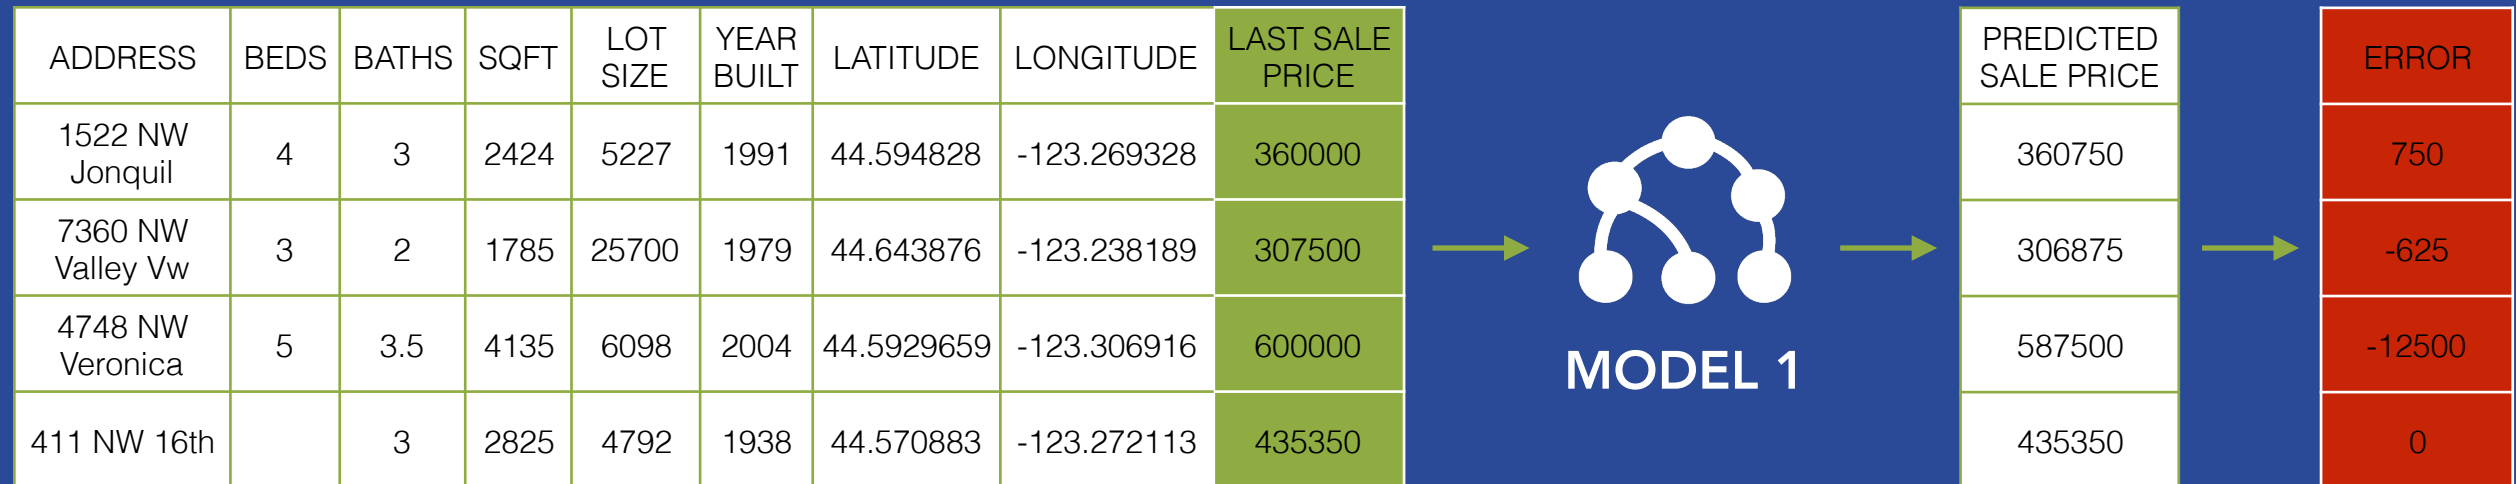 ADDRESS BEDS BATHS SQFT LOT SIZE YEAR BUILT LATITUDE LONGITUDE LAST SALE PRICE PREDICTED SALE PRICE ERROR
1522 NW Jonquil 4 3 2424 5227 1991 44.594828 -123.269328 360000 360750 750
7360 NW Valley Vw 3 2 1785 25700 1979 44.643876 -123.238189 307500 306875 -625
4748 NW Veronica 5 3.5 4135 6098 2004 44.5929659 -123.306916 600000 587500 -12500
MODEL 1
411 NW 16th 3 2825 4792 1938 44.570883 -123.272113 435350 435350 0